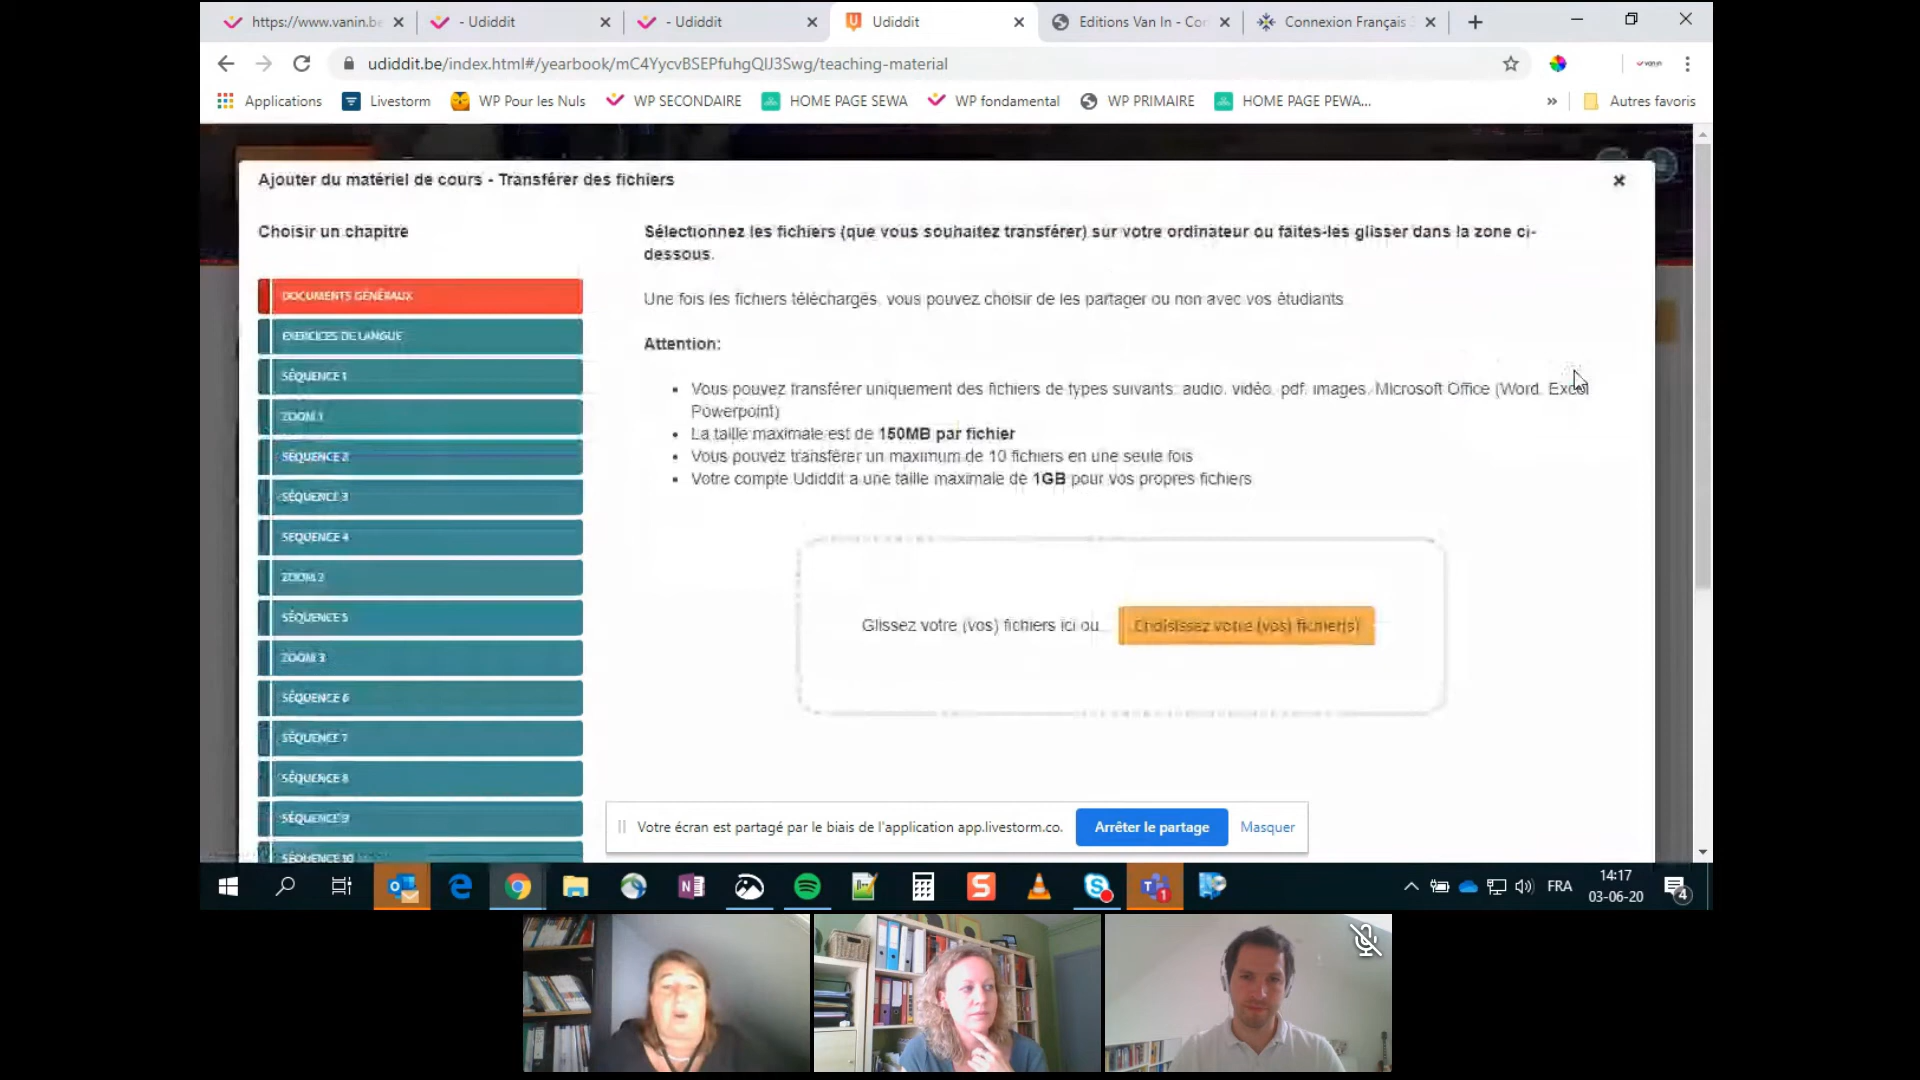 https://www.vanin.be
- Udiddit
- Udiddit
Udiddit
Editions Van In - Co
Connexion Français
udiddit.be/index.html#/yearbook/mC4YycvBSEPfuhgQIJ3Swg/teaching-material
Applications
Livestorm
WP Pour les Nuls
WP SECONDAIRE
HOME PAGE SEWA
WP fondamental
WP PRIMAIRE
HOME PAGE PEWA...
Autres favoris
Ajouter du matériel de cours - Transférer des fichiers
Choisir un chapitre
DOCUMENTS GÉNÉRAUX
EXERCICES DE LANGUE
SÉQUENCE 1
ZOOM 1
SÉQUENCE 2
SÉQUENCE 3
SÉQUENCE 4
ZOOM 2
SÉQUENCE 5
ZOOM 3
SÉQUENCE 6
SÉQUENCE 7
SÉQUENCE 8
SÉQUENCE 9
SÉQUENCE 10
Sélectionnez les fichiers (que vous souhaitez transférer) sur votre ordinateur ou faites-les glisser dans la zone ci-
dessous.
Une fois les fichiers téléchargés, vous pouvez choisir de les partager ou non avec vos étudiants
Attention:
Vous pouvez transférer uniquement des fichiers de types suivants: audio, vidéo, pdf, images, Microsoft Office (Word, Excel
Powerpoint)
La taille maximale est de 150MB par fichier
Vous pouvez transférer un maximum de 10 fichiers en une seule fois
Votre compte Udiddit a une taille maximale de 1GB pour vos propres fichiers
Glissez votre (vos) fichiers ici ou
Choisissez votre (vos) fichier(s)
Votre écran est partagé par le biais de l'application app.livestorm.co.
Arrêter le partage
Masquer
FRA
14:17
03-06-20
4